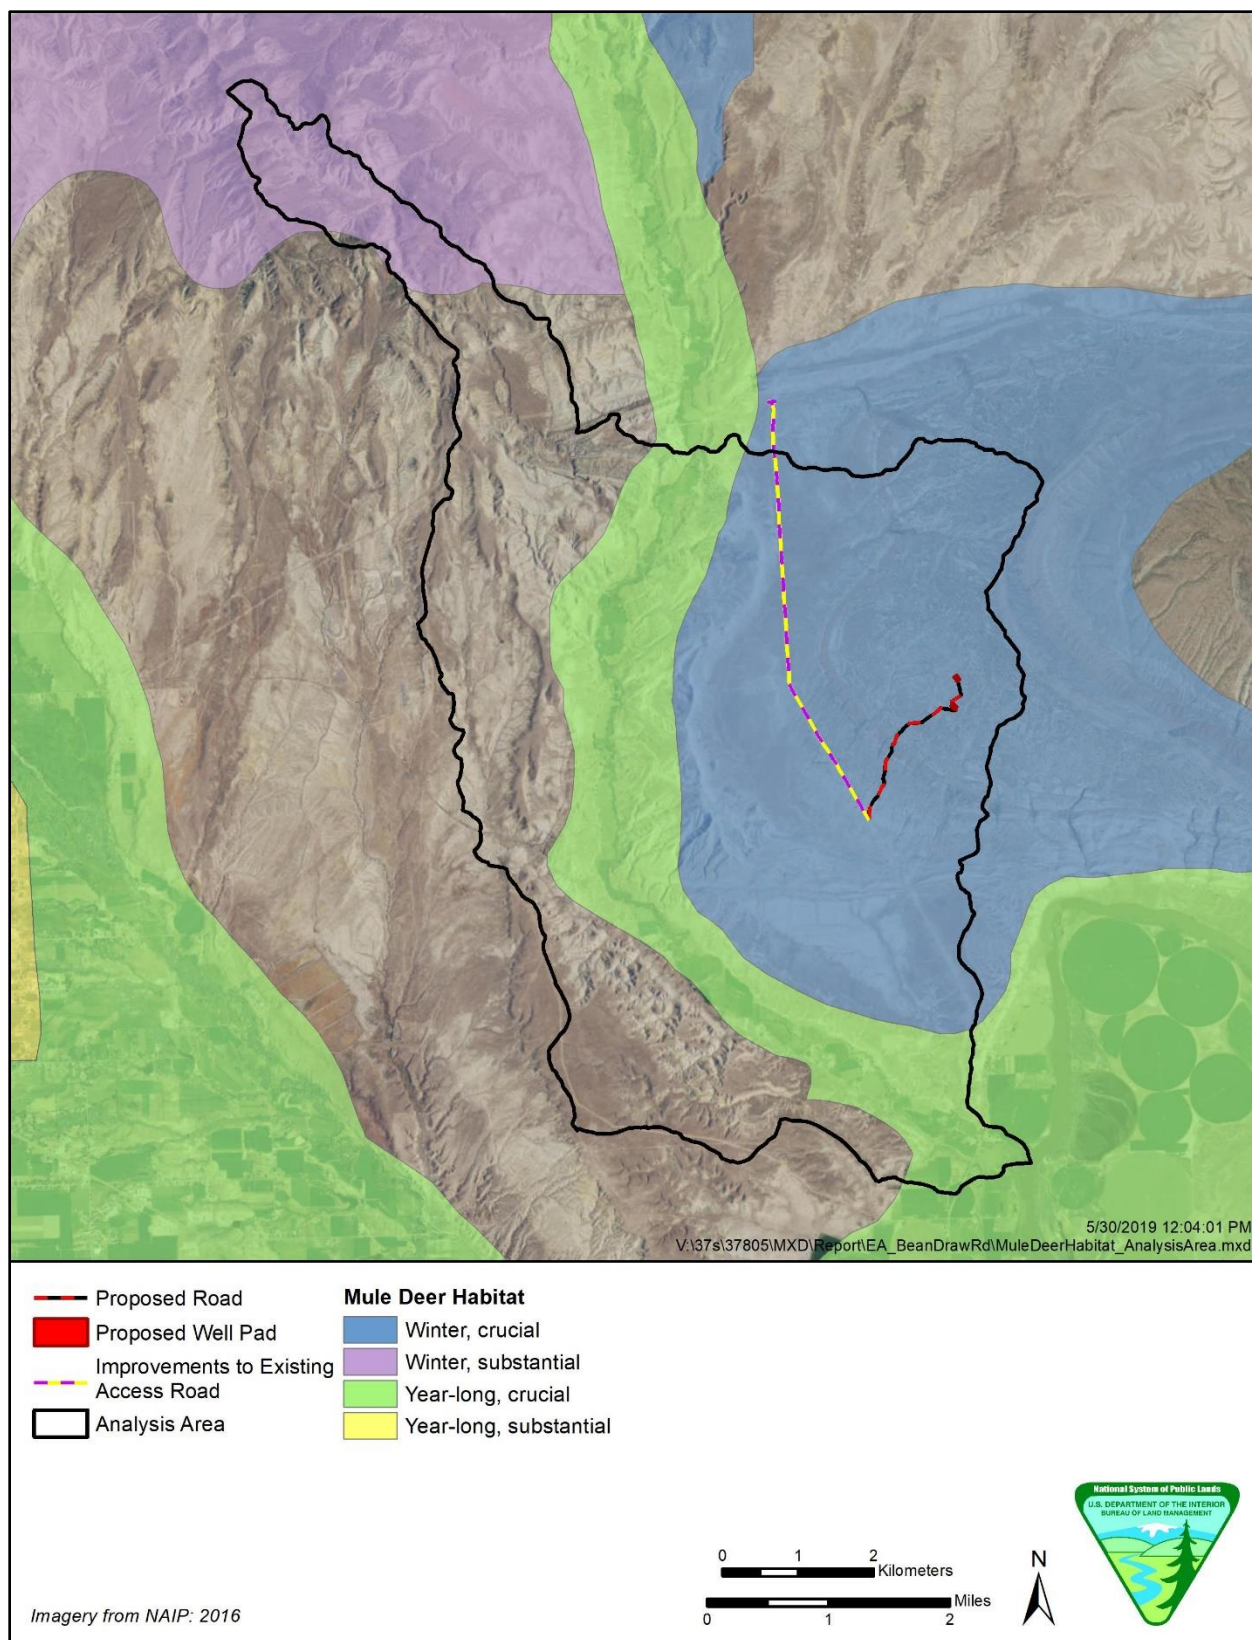 5/30/2019 12:04:01 PM
V:\37s\37805\MXD\Report\EA_BeanDrawRd\MuleDeerHabitat_AnalysisArea.mxd
Proposed Road
Proposed Well Pad
Improvements to Existing
Access Road
Analysis Area
Mule Deer Habitat
Winter, crucial
Winter, substantial
Year-long, crucial
Year-long, substantial
National System of Public Lands
U.S. DEPARTMENT OF THE INTERIOR
BUREAU OF LAND MANAGEMENT
0 1 2
Kilometers
Miles
0 1 2
N
Imagery from NAIP: 2016